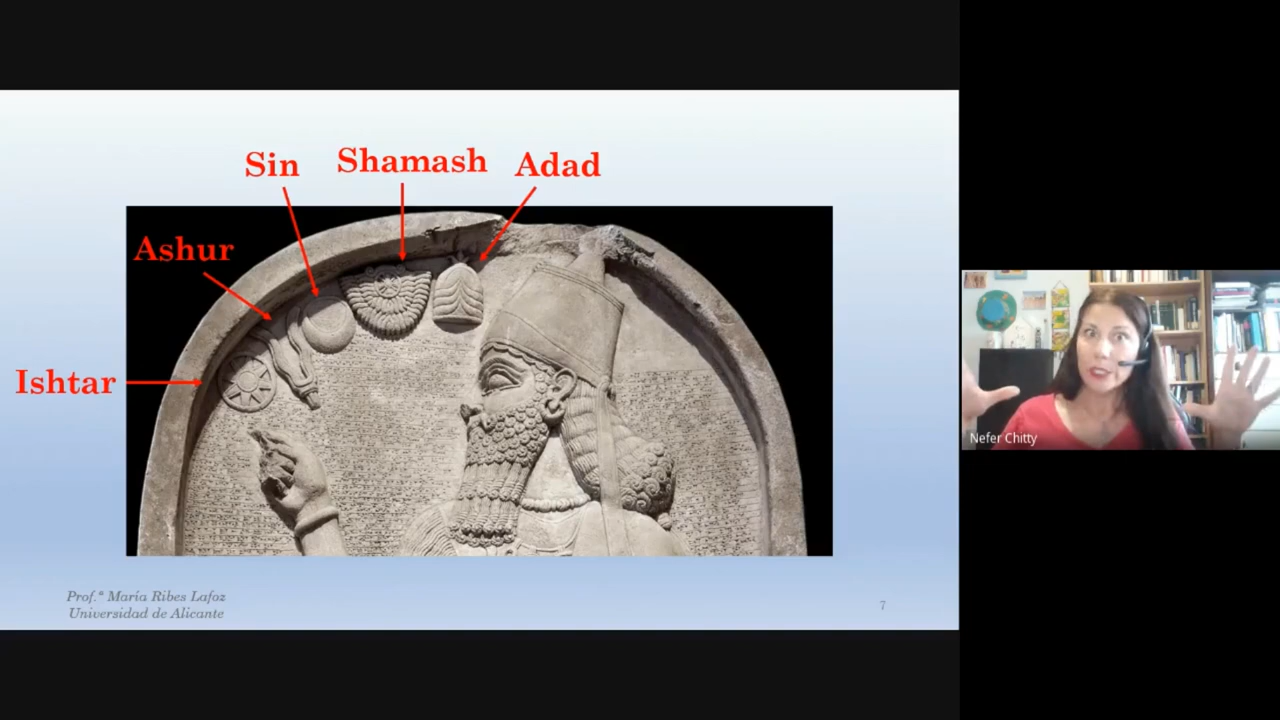 Sin
Shamash
Adad
Ashur
Ishtar
Prof.ª María Ribes Lafoz
Universidad de Alicante
7
Nefer Chitty